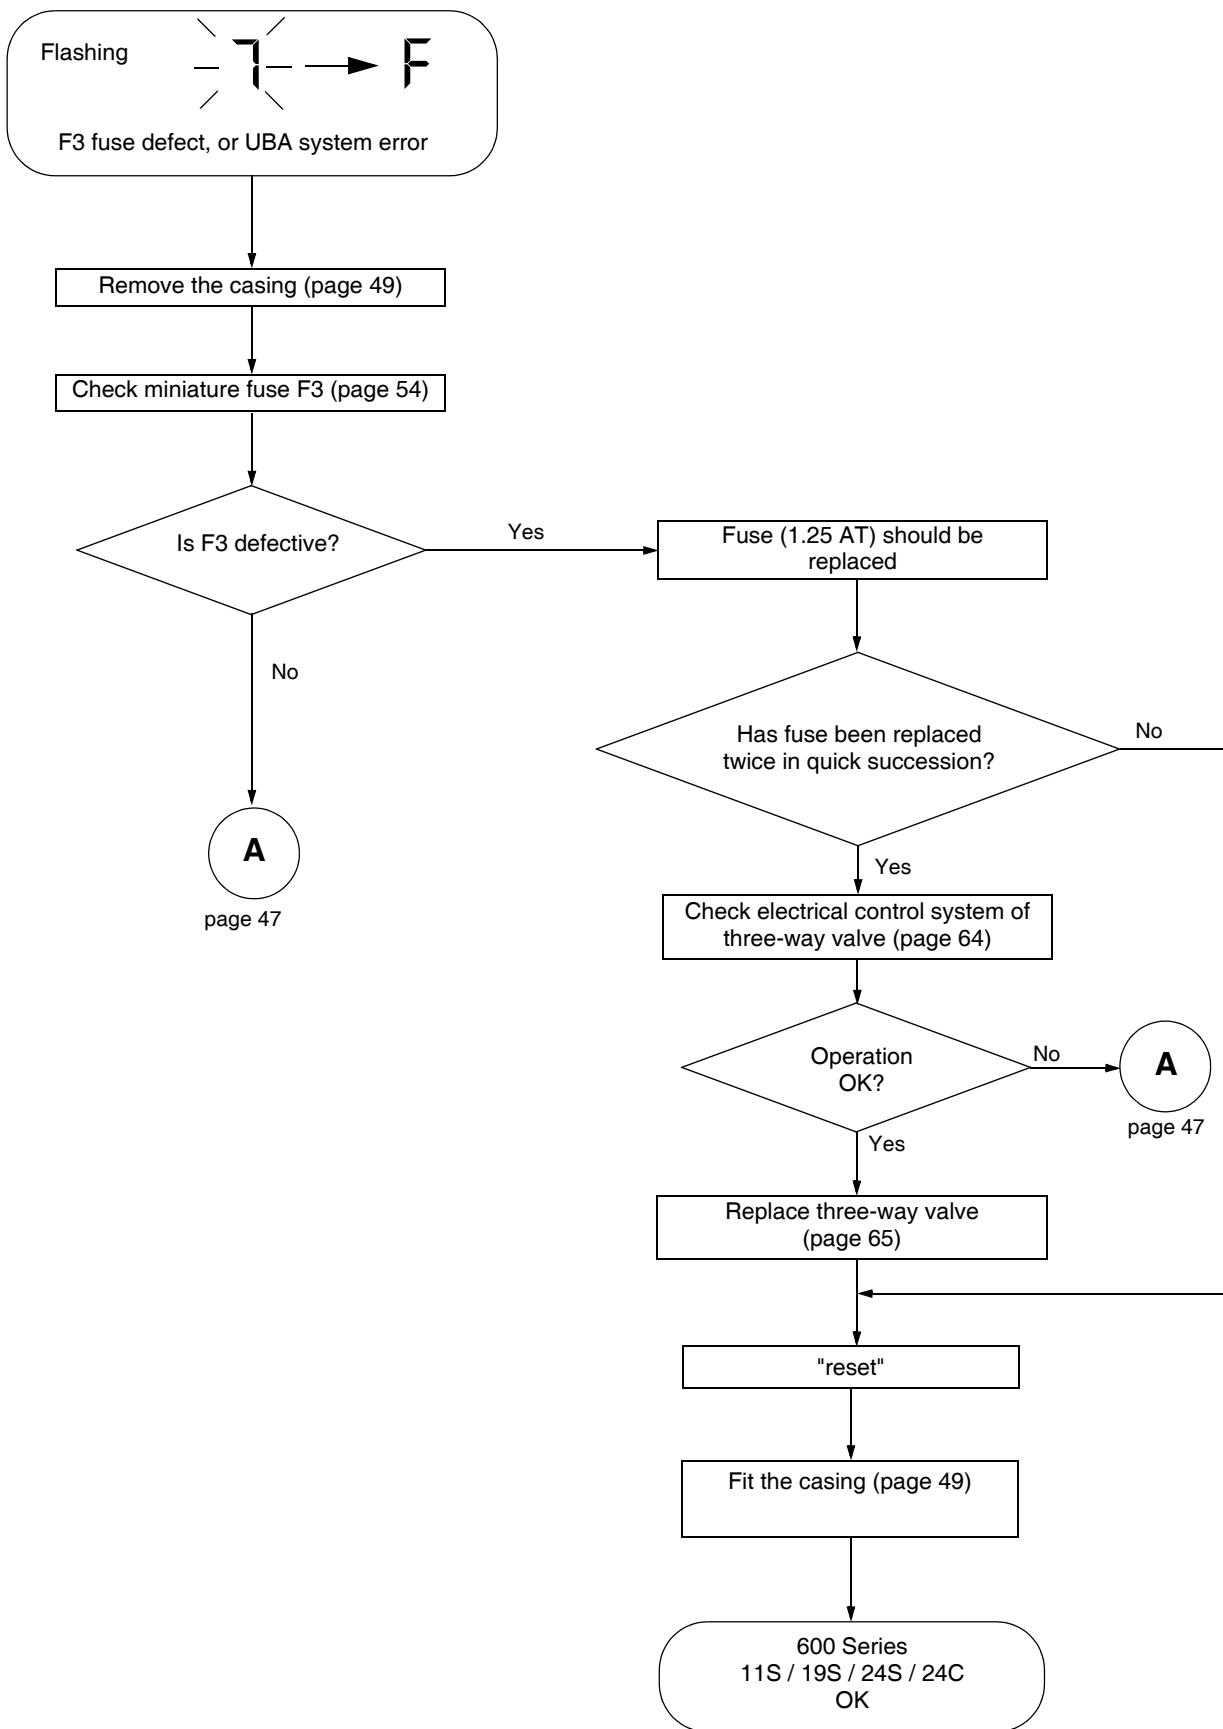 Flashing
7
F
F3 fuse defect, or UBA system error
Remove the casing (page 49)
Check miniature fuse F3 (page 54)
Is F3 defective?
Yes
Fuse (1.25 AT) should be
replaced
No
Has fuse been replaced
twice in quick succession?
No
Yes
A
page 47
Check electrical control system of
three-way valve (page 64)
Operation
OK?
No
A
page 47
Yes
Replace three-way valve
(page 65)
"reset"
Fit the casing (page 49)
600 Series
11S / 19S / 24S / 24C
OK